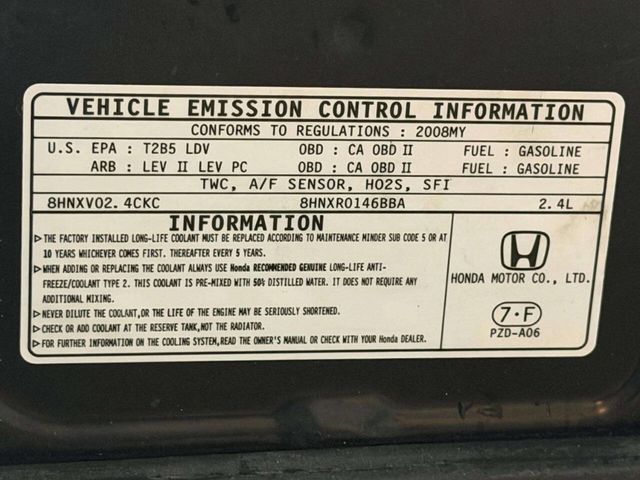 VEHICLE EMISSION CONTROL INFORMATION
CONFORMS TO REGULATIONS : 2008MY
U.S. EPA : T2B5 LDV OBD : CA OBD II FUEL : GASOLINE
ARB : LEV II LEV PC OBD : CA OBD II FUEL : GASOLINE
TWC, A/F SENSOR, HO2S, SFI
8HNXV02.4CKC 8HNXR0146BBA 2.4L
INFORMATION
▷THE FACTORY INSTALLED LONG-LIFE COOLANT MUST BE REPLACED ACCORDING TO MAINTENANCE MINDER SUB CODE 5 OR AT
10 YEARS WHICHEVER COMES FIRST. THEREAFTER EVERY 5 YEARS.
▷WHEN ADDING OR REPLACING THE COOLANT ALWAYS USE Honda RECOMMENDED GENUINE LONG-LIFE ANTI-
FREEZE/COOLANT TYPE 2. THIS COOLANT IS PRE-MIXED WITH 50% DISTILLED WATER. IT DOES NOT REQUIRE ANY
ADDITIONAL MIXING.
▷NEVER DILUTE THE COOLANT,OR THE LIFE OF THE ENGINE MAY BE SERIOUSLY SHORTENED.
▷CHECK OR ADD COOLANT AT THE RESERVE TANK,NOT THE RADIATOR.
▷FOR FURTHER INFORMATION ON THE COOLING SYSTEM,READ THE OWNER'S MANUAL OR CHECK WITH YOUR Honda DEALER.
HONDA MOTOR CO., LTD.
7·F
PZD-A06